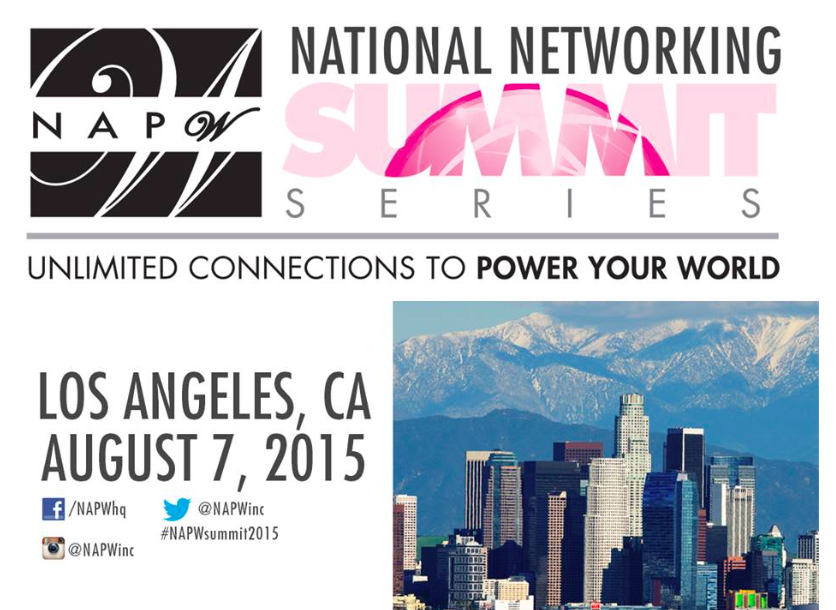 NAPW
NATIONAL NETWORKING
SUMMIT
SERIES
UNLIMITED CONNECTIONS TO POWER YOUR WORLD
LOS ANGELES, CA
AUGUST 7, 2015
/NAPWhq
@NAPWinc
#NAPWsummit2015
@NAPWinc